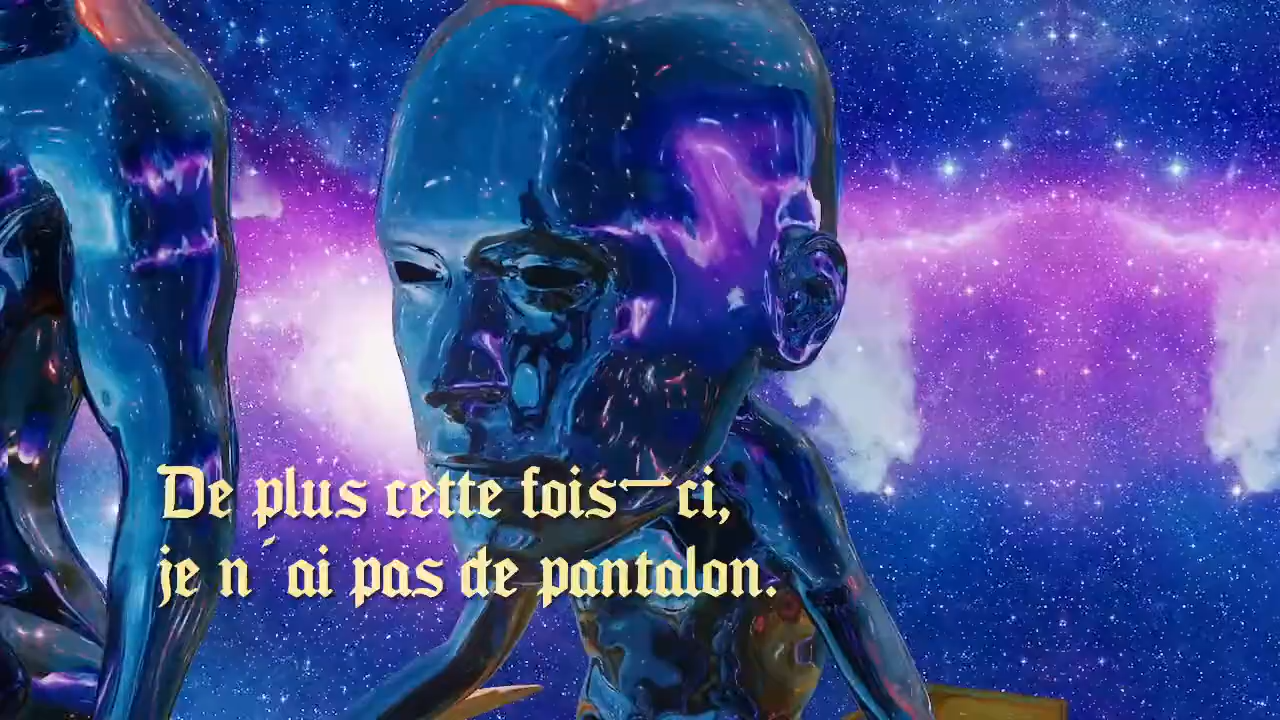 De plus cette fois-ci,
je n´ai pas de pantalon.